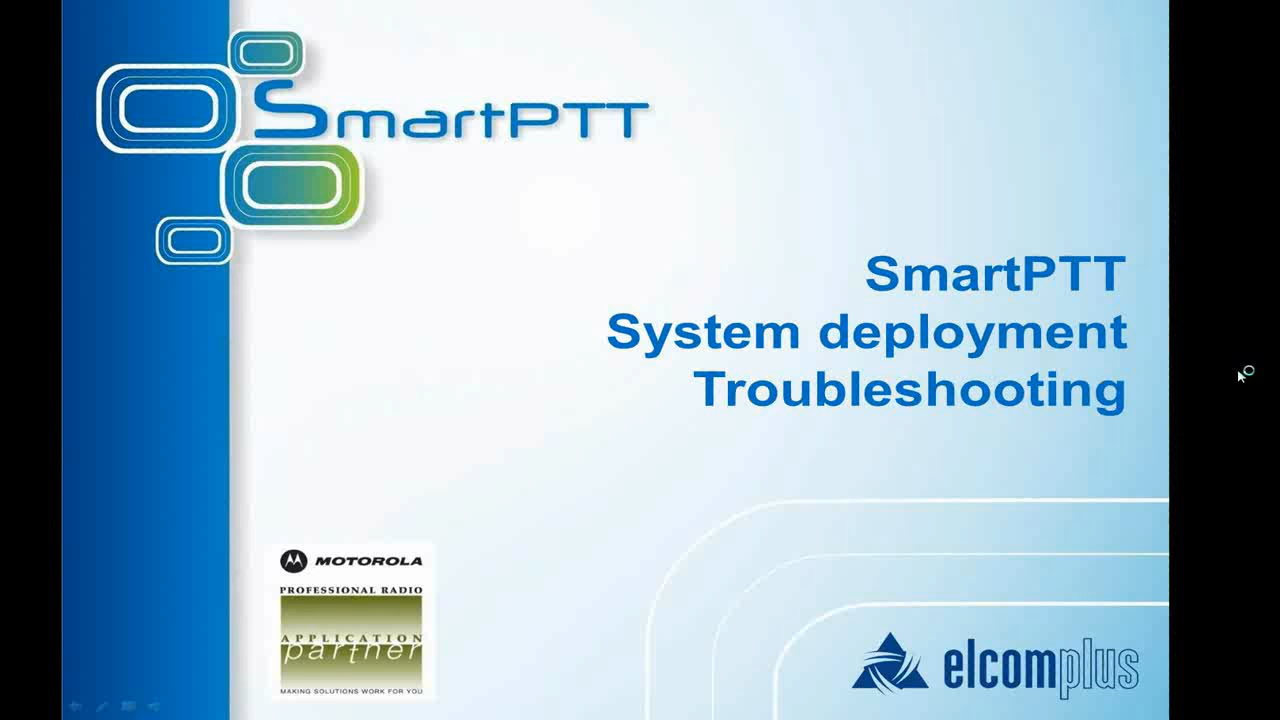 SmartPTT
SmartPTT
System deployment
Troubleshooting
MOTOROLA
PROFESSIONAL RADIO
APPLICATION
partner
MAKING SOLUTIONS WORK FOR YOU
elcomplus